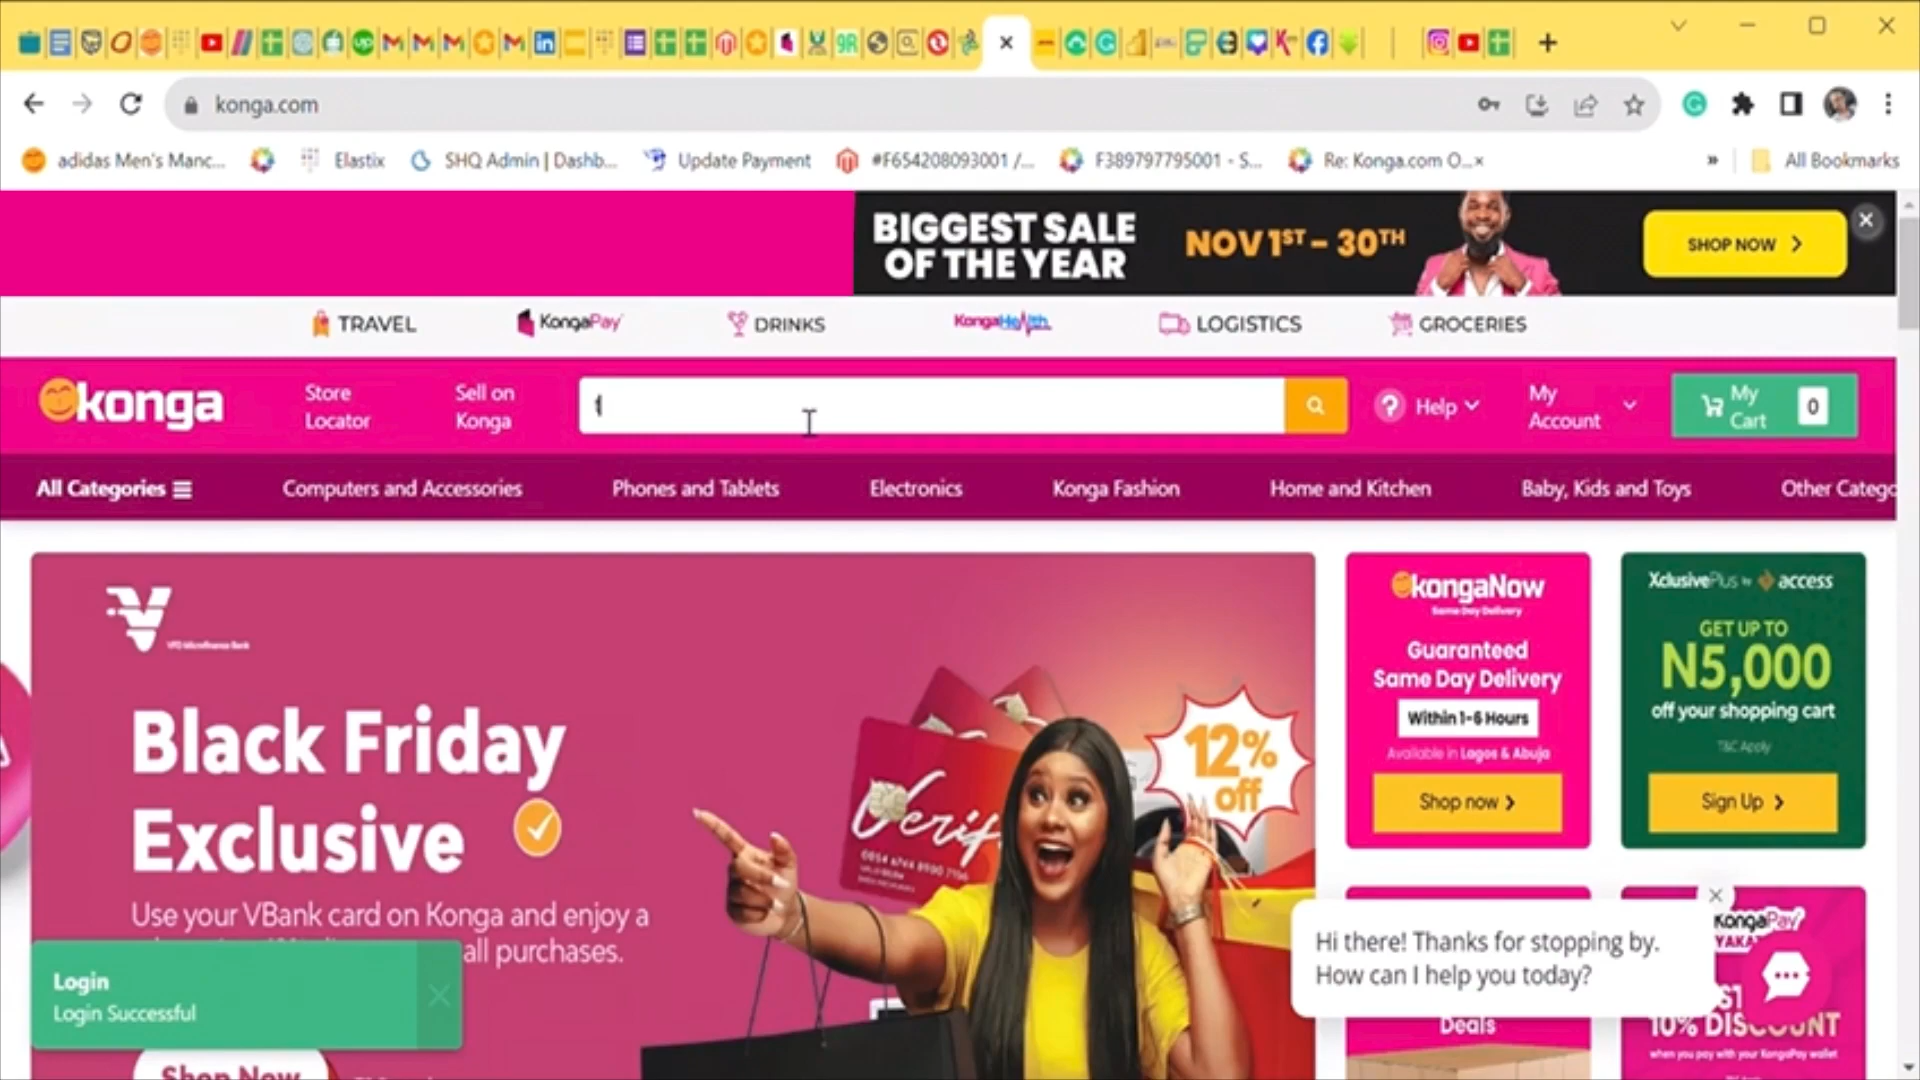 konga.com
adidas Men's Manc...
Elastix
SHQ Admin | Dashb...
Update Payment
#F654208093001 /...
F389797795001 - S...
Re: Konga.com O...×
»
All Bookmarks
BIGGEST SALE
OF THE YEAR
NOV 1ST - 30TH
SHOP NOW
TRAVEL
KongaPay
DRINKS
KongaHealth
LOGISTICS
GROCERIES
konga
Store
Locator
Sell on
Konga
t
Help
My
Account
My
Cart
0
All Categories
Computers and Accessories
Phones and Tablets
Electronics
Konga Fashion
Home and Kitchen
Baby, Kids and Toys
Other Catego
VFD Microfinance Bank
Black Friday
Exclusive
Use your VBank card on Konga and enjoy a
all purchases.
12%
off
Verif
Shop Now
Login
Login Successful
kongaNow
Same Day Delivery
Guaranteed
Same Day Delivery
Within 1-6 Hours
Available in Lagos & Abuja
Shop now
XclusivePlus by access
GET UP TO
N5,000
off your shopping cart
T&C Apply
Sign Up
Hi there! Thanks for stopping by.
How can I help you today?
Deals
KongaPay
YAKA
10% DISCOUNT
when you pay with your KongaPay wallet